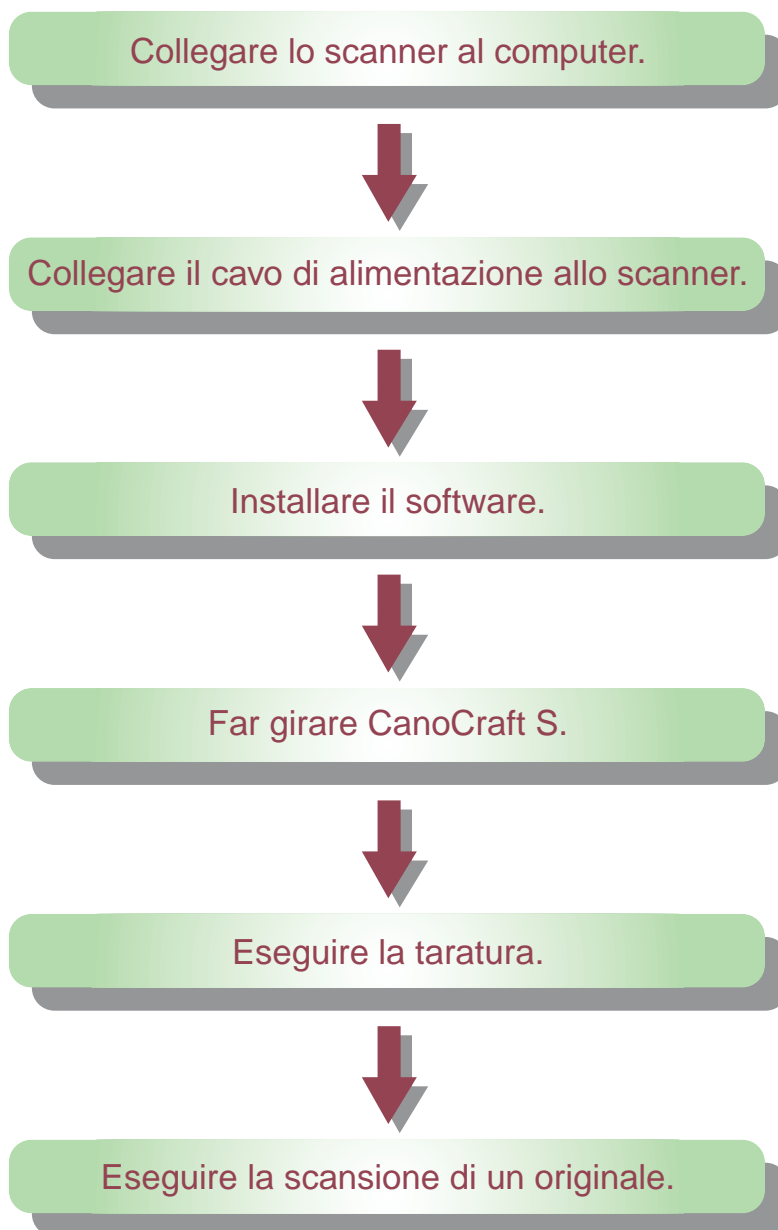 Collegare lo scanner al computer.
Collegare il cavo di alimentazione allo scanner.
Installare il software.
Far girare CanoCraft S.
Eseguire la taratura.
Eseguire la scansione di un originale.